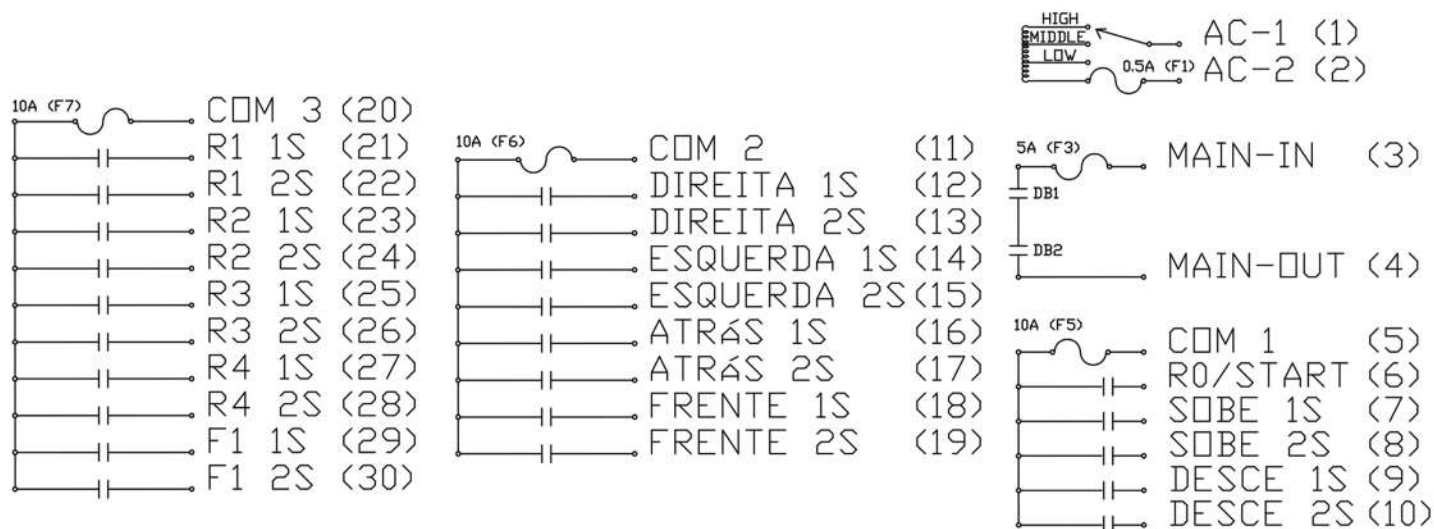 HIGH
MIDDLE
LOW
AC-1 (1)
0.5A (F1) AC-2 (2)
10A (F7) COM 3 (20)
R1 1S (21)
R1 2S (22)
R2 1S (23)
R2 2S (24)
R3 1S (25)
R3 2S (26)
R4 1S (27)
R4 2S (28)
F1 1S (29)
F1 2S (30)
10A (F6) COM 2 (11)
DIREITA 1S (12)
DIREITA 2S (13)
ESQUERDA 1S (14)
ESQUERDA 2S (15)
ATRáS 1S (16)
ATRáS 2S (17)
FRENTE 1S (18)
FRENTE 2S (19)
5A (F3) MAIN-IN (3)
DB1
DB2
MAIN-OUT (4)
10A (F5) COM 1 (5)
R0/START (6)
SOBE 1S (7)
SOBE 2S (8)
DESCE 1S (9)
DESCE 2S (10)